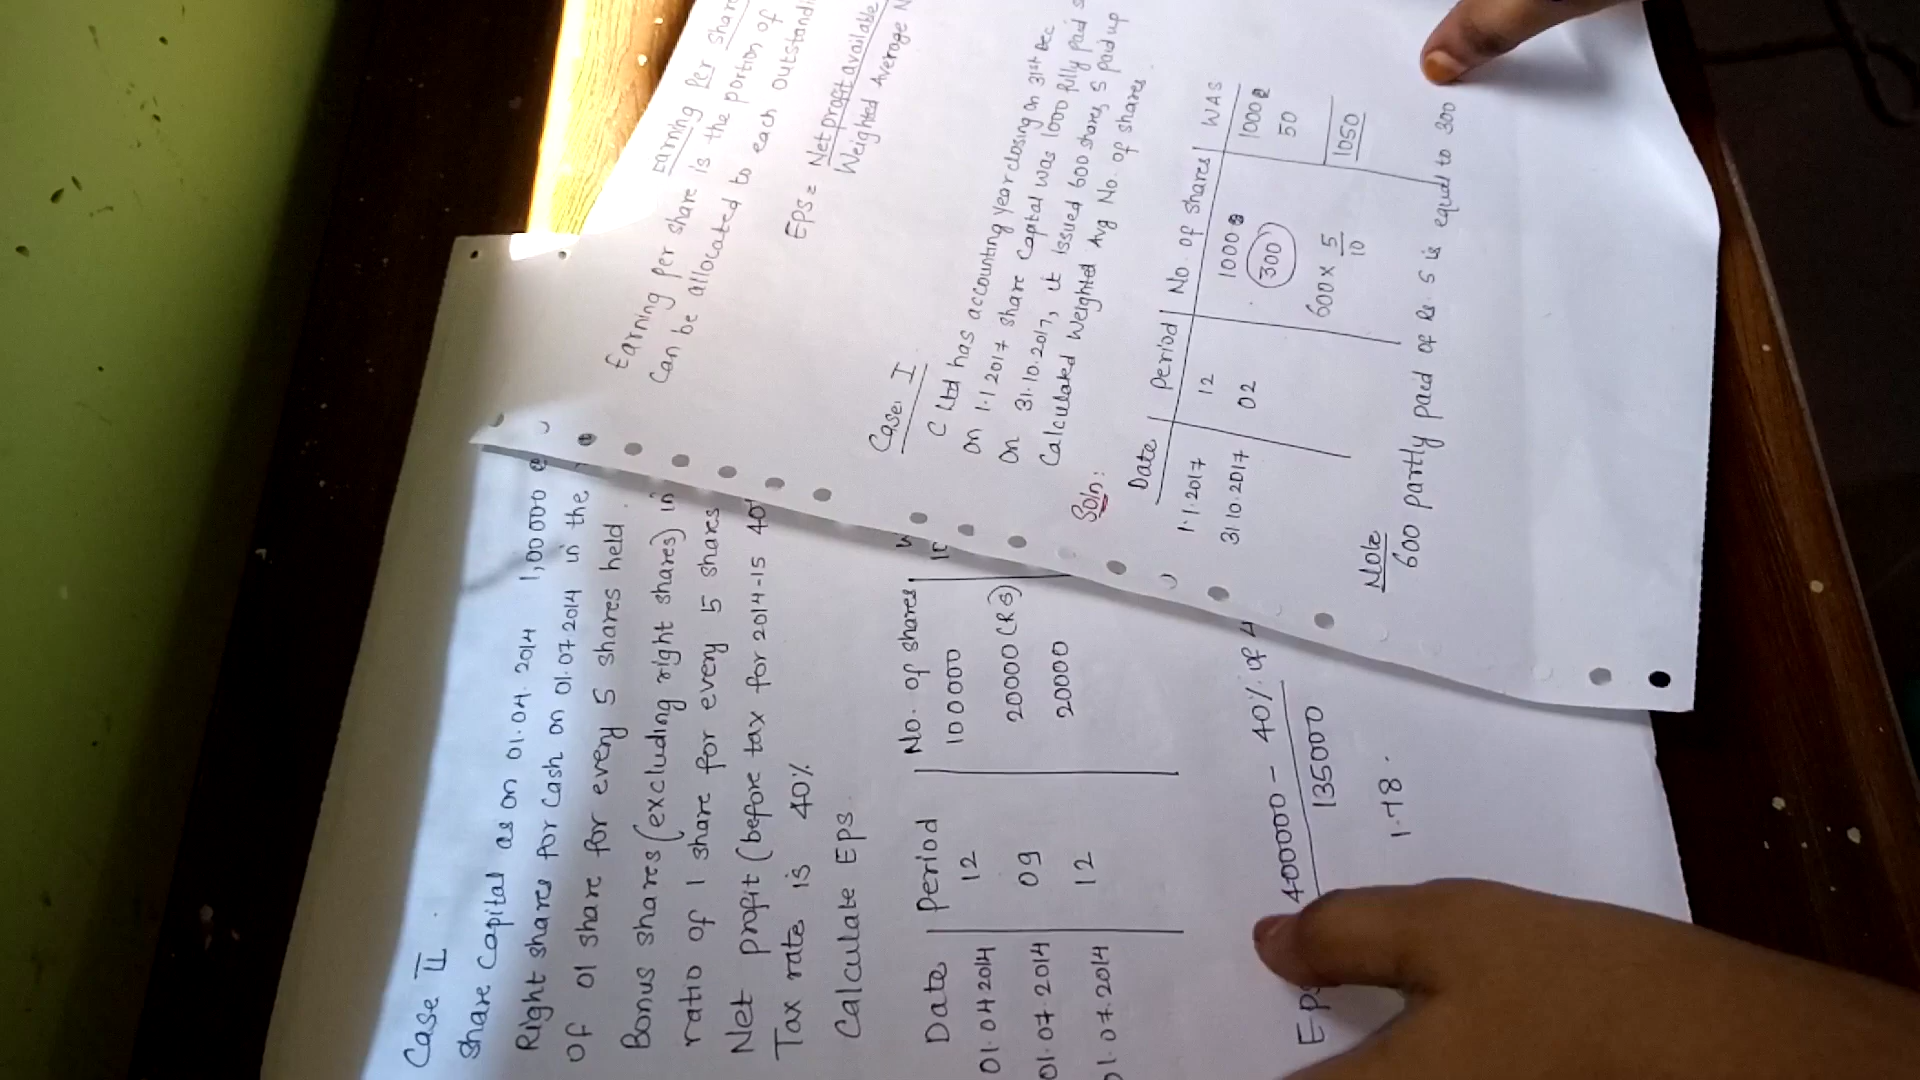 Earning Per Share
Earning per share is the portion of
Can be allocated to each outstandi
EPS = Net profit available
Weighted Average N
Case I
C Ltd has accounting year closing on 31st Dec
On 1.1.2017 share capital was 1000 fully paid s
On 31.10.2017, it issued 600 shares, 5 paid up
Calculated Weighted Avg No. of shares.
Soln:
Date | Period | No. of shares | WAS
1.1.2017 12 1000 1000
31.10.2017 02 300 50
600 x 5/10 1050
Note
600 partly paid of Rs. 5 is equal to 300
Case II.
Share Capital as on 01.04.2014 1,00000
Right shares for Cash on 01.07.2014 in the
of 01 share for every 5 shares held.
Bonus shares (excluding right shares) in
ratio of 1 share for every 5 shares
Net profit (before tax for 2014-15 40
Tax rate is 40%
Calculate EPS.
Date | Period | No. of shares
01.04.2014 12 100000
01.07.2014 09 20000 (RS)
01.07.2014 12 20000
EPS 400000 - 40% of 4
135000
1.78.